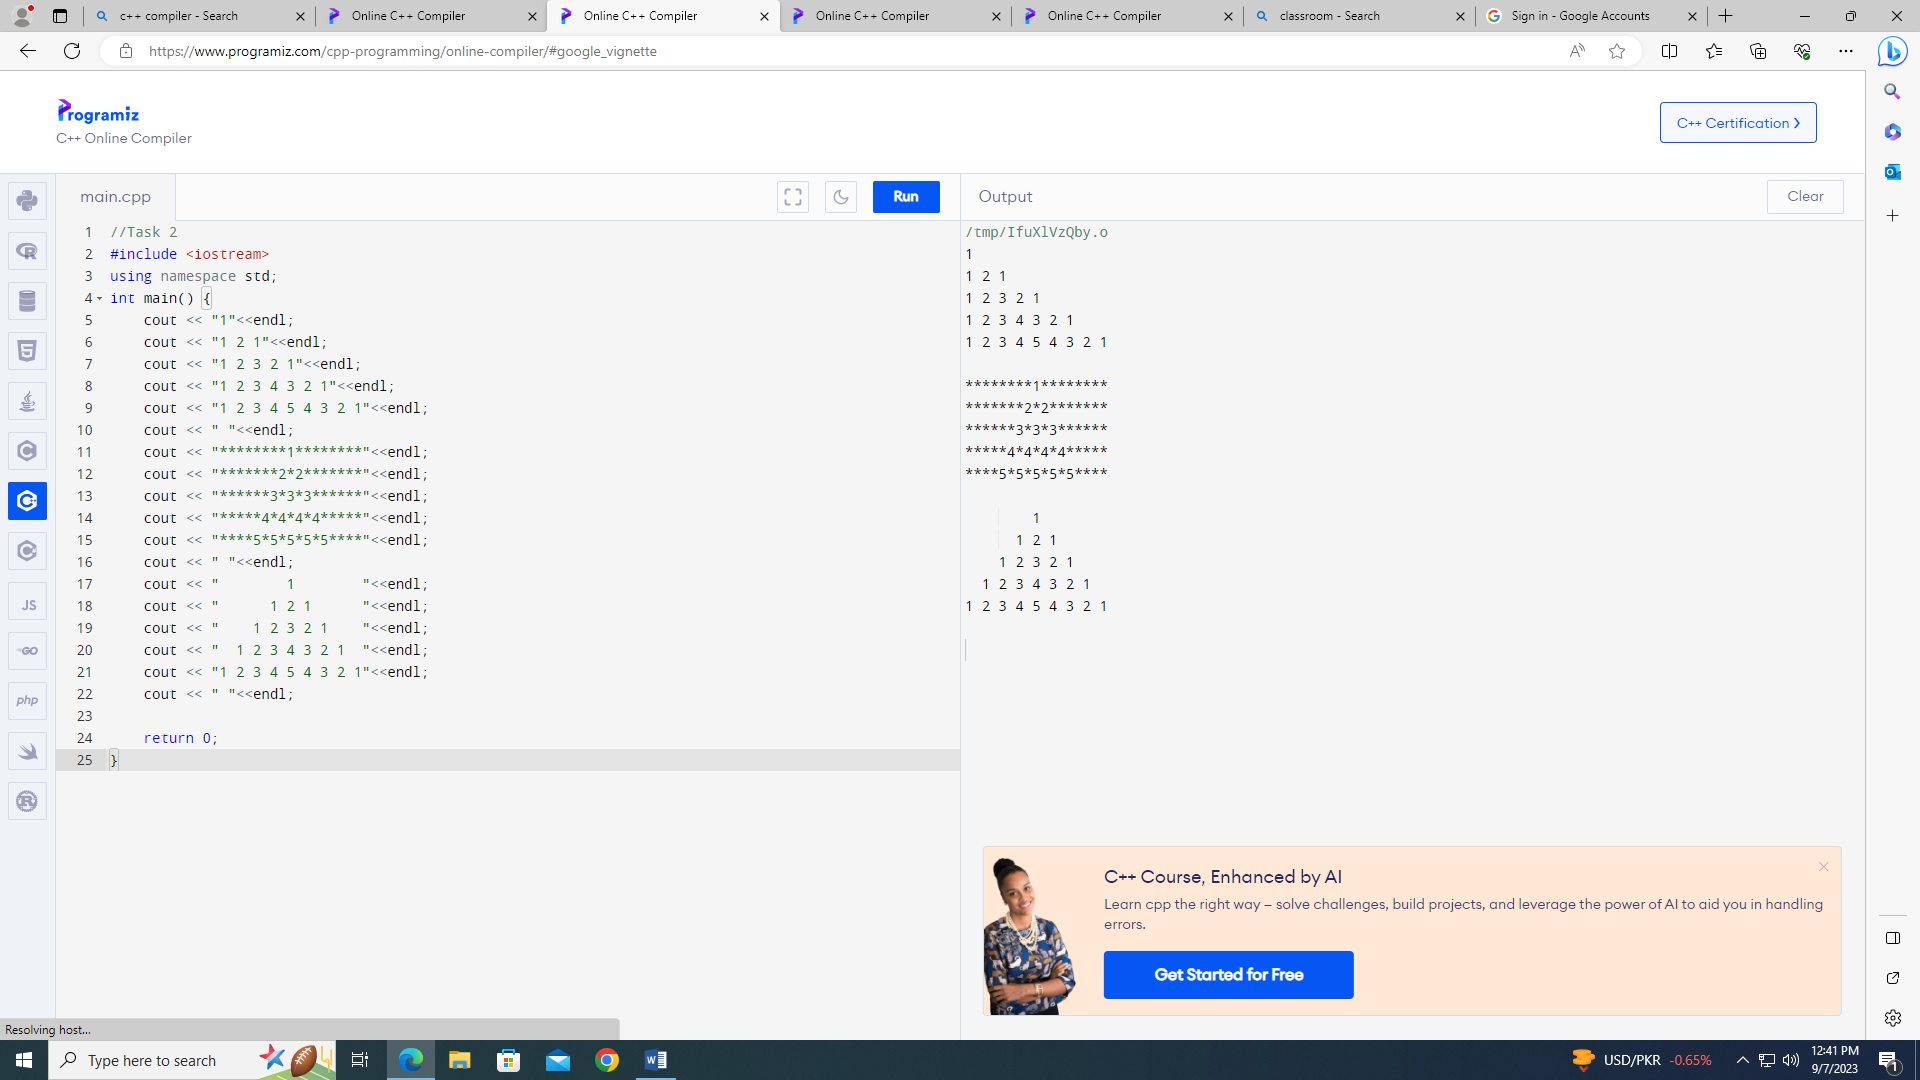 c++ compiler - Search
Online C++ Compiler
Online C++ Compiler
Online C++ Compiler
Online C++ Compiler
classroom - Search
Sign in - Google Accounts
https://www.programiz.com/cpp-programming/online-compiler/#google_vignette
Programiz
C++ Online Compiler
C++ Certification
main.cpp
Run
Output
Clear
1 //Task 2
2 #include <iostream>
3 using namespace std;
4 int main() {
5 cout << "1"<<endl;
6 cout << "1 2 1"<<endl;
7 cout << "1 2 3 2 1"<<endl;
8 cout << "1 2 3 4 3 2 1"<<endl;
9 cout << "1 2 3 4 5 4 3 2 1"<<endl;
10 cout << " "<<endl;
11 cout << "********1********"<<endl;
12 cout << "*******2*2*******"<<endl;
13 cout << "******3*3*3******"<<endl;
14 cout << "*****4*4*4*4*****"<<endl;
15 cout << "****5*5*5*5*5****"<<endl;
16 cout << " "<<endl;
17 cout << "        1        "<<endl;
18 cout << "      1 2 1      "<<endl;
19 cout << "    1 2 3 2 1    "<<endl;
20 cout << "  1 2 3 4 3 2 1  "<<endl;
21 cout << "1 2 3 4 5 4 3 2 1"<<endl;
22 cout << " "<<endl;
23
24 return 0;
25 }
/tmp/IfuXlVzQby.o
1
1 2 1
1 2 3 2 1
1 2 3 4 3 2 1
1 2 3 4 5 4 3 2 1
********1********
*******2*2*******
******3*3*3******
*****4*4*4*4*****
****5*5*5*5*5****
1
1 2 1
1 2 3 2 1
1 2 3 4 3 2 1
1 2 3 4 5 4 3 2 1
JS
GO
php
C++ Course, Enhanced by AI
Learn cpp the right way – solve challenges, build projects, and leverage the power of AI to aid you in handling
errors.
Get Started for Free
Resolving host...
Type here to search
USD/PKR -0.65%
12:41 PM
9/7/2023
1